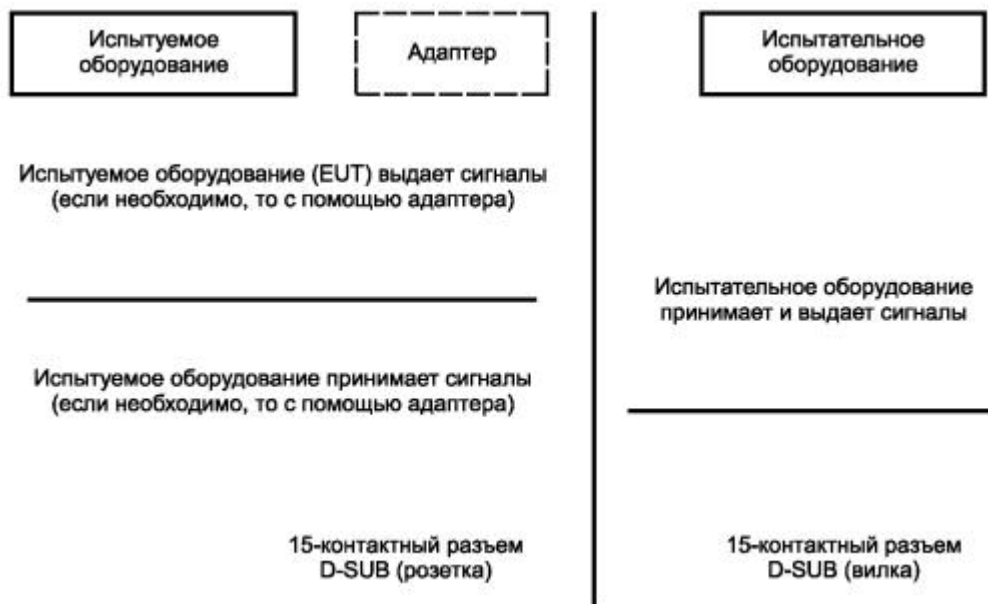 Испытуемое
оборудование
Адаптер
Испытательное
оборудование
Испытуемое оборудование (EUT) выдает сигналы
(если необходимо, то с помощью адаптера)
Испытательное оборудование
принимает и выдает сигналы
Испытуемое оборудование принимает сигналы
(если необходимо, то с помощью адаптера)
15-контактный разъем
D-SUB (розетка)
15-контактный разъем
D-SUB (вилка)